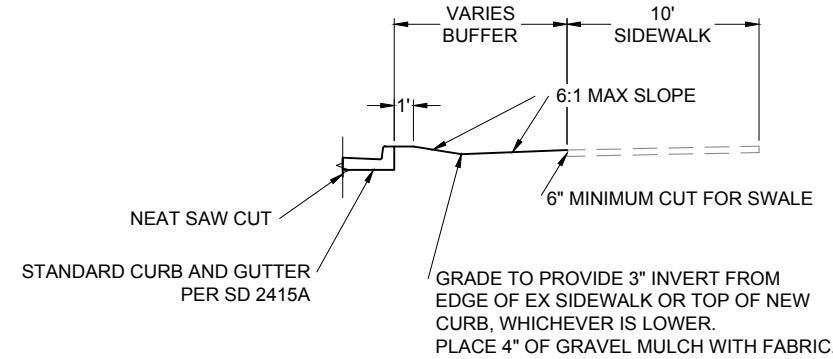 VARIES
BUFFER
10'
SIDEWALK
1'
6:1 MAX SLOPE
6" MINIMUM CUT FOR SWALE
NEAT SAW CUT
STANDARD CURB AND GUTTER
PER SD 2415A
GRADE TO PROVIDE 3" INVERT FROM
EDGE OF EX SIDEWALK OR TOP OF NEW
CURB, WHICHEVER IS LOWER.
PLACE 4" OF GRAVEL MULCH WITH FABRIC.